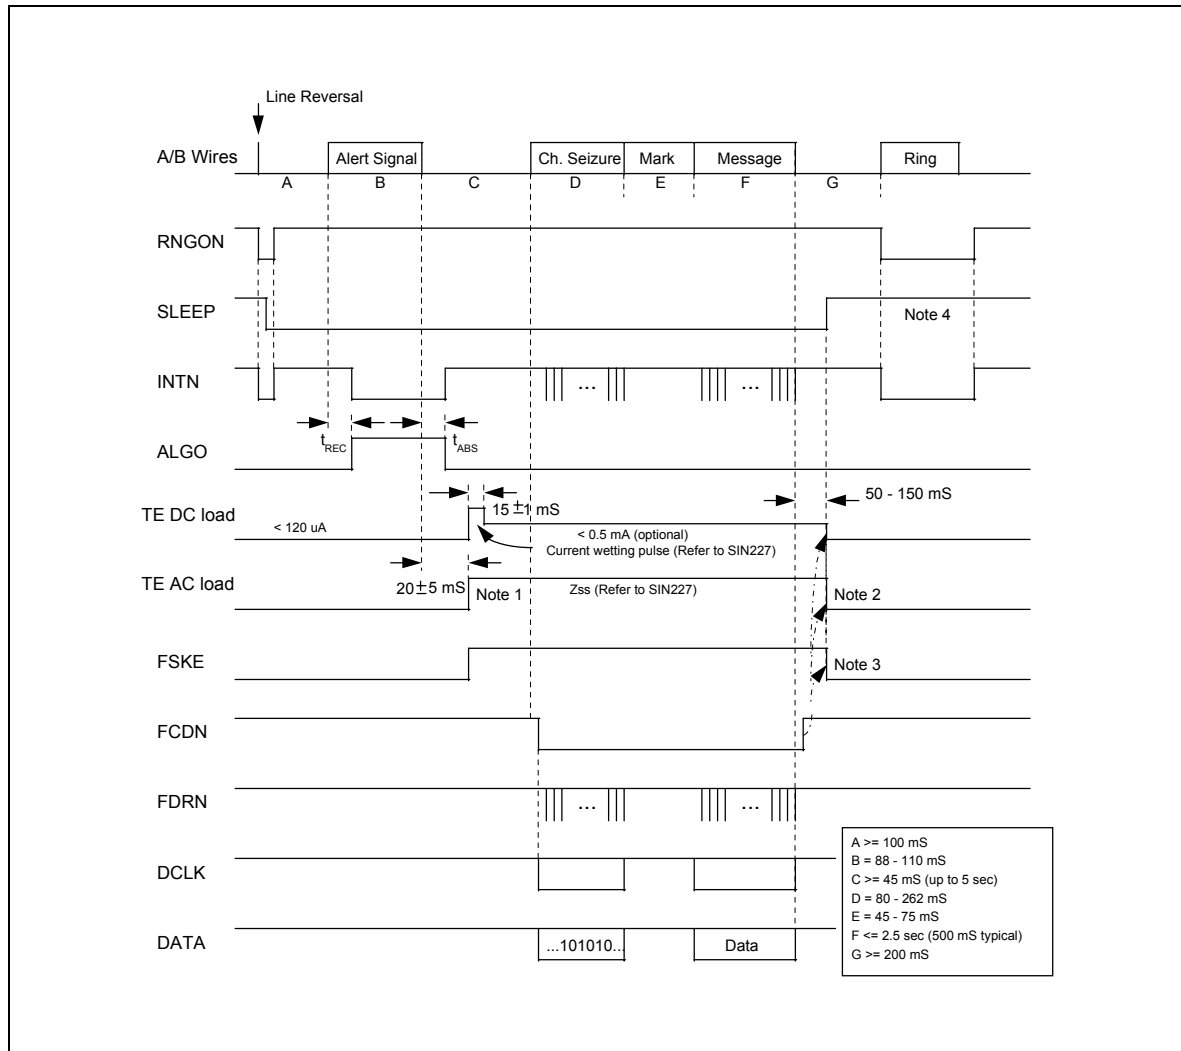 Line Reversal
A/B Wires
Alert Signal
Ch. Seizure
Mark
Message
Ring
A
B
C
D
E
F
G
RNGON
SLEEP
Note 4
INTN
...
...
tREC
tABS
ALGO
50 - 150 mS
15 ±1 mS
TE DC load
< 120 uA
< 0.5 mA (optional)
Current wetting pulse (Refer to SIN227)
TE AC load
20±5 mS
Note 1
Zss (Refer to SIN227)
Note 2
FSKE
Note 3
FCDN
FDRN
...
...
DCLK
DATA
...101010...
Data
A >= 100 mS
B = 88 - 110 mS
C >= 45 mS (up to 5 sec)
D = 80 - 262 mS
E = 45 - 75 mS
F <= 2.5 sec (500 mS typical)
G >= 200 mS